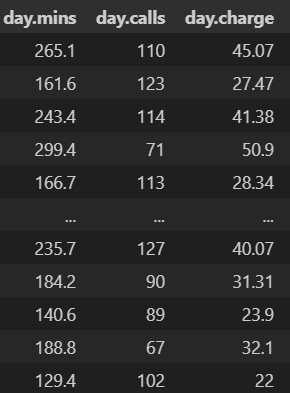 day.mins day.calls day.charge
265.1 110 45.07
161.6 123 27.47
243.4 114 41.38
299.4 71 50.9
166.7 113 28.34
... ... ...
235.7 127 40.07
184.2 90 31.31
140.6 89 23.9
188.8 67 32.1
129.4 102 22